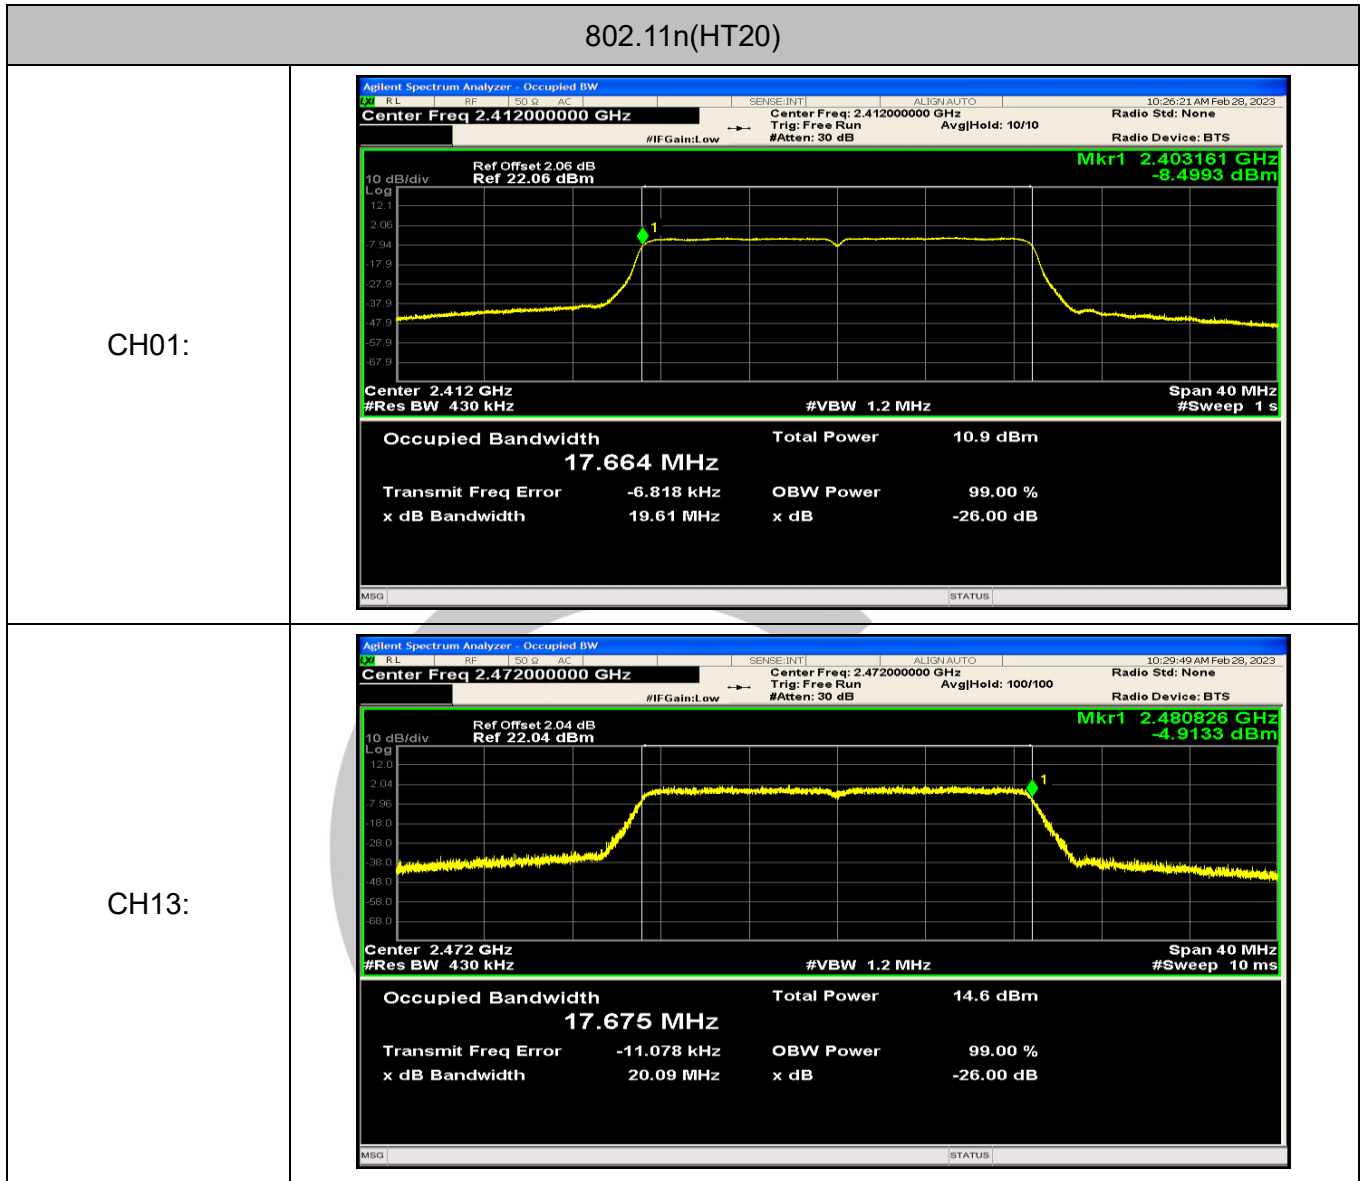 802.11n(HT20)
CH01:
Agilent Spectrum Analyzer - Occupied BW
LXI RL RF 50 Ω AC SENSE:INT ALIGN AUTO 10:26:21 AM Feb 28, 2023
Center Freq 2.412000000 GHz Center Freq: 2.412000000 GHz Radio Std: None
Trig: Free Run Avg|Hold: 10/10
#IFGain:Low #Atten: 30 dB Radio Device: BTS
Mkr1 2.403161 GHz
Ref Offset 2.06 dB -8.4993 dBm
10 dB/div Ref 22.06 dBm
Log
12.1
2.06
1
-7.94
-17.9
-27.9
-37.9
-47.9
-57.9
-67.9
Center 2.412 GHz Span 40 MHz
#Res BW 430 kHz #VBW 1.2 MHz #Sweep 1 s
Occupied Bandwidth Total Power 10.9 dBm
17.664 MHz
Transmit Freq Error -6.818 kHz OBW Power 99.00 %
x dB Bandwidth 19.61 MHz x dB -26.00 dB
MSG STATUS
CH13:
Agilent Spectrum Analyzer - Occupied BW
LXI RL RF 50 Ω AC SENSE:INT ALIGN AUTO 10:29:49 AM Feb 28, 2023
Center Freq 2.472000000 GHz Center Freq: 2.472000000 GHz Radio Std: None
Trig: Free Run Avg|Hold: 100/100
#IFGain:Low #Atten: 30 dB Radio Device: BTS
Mkr1 2.480826 GHz
Ref Offset 2.04 dB -4.9133 dBm
10 dB/div Ref 22.04 dBm
Log
12.0
1
2.04
-7.96
-18.0
-28.0
-38.0
-48.0
-58.0
-68.0
Center 2.472 GHz Span 40 MHz
#Res BW 430 kHz #VBW 1.2 MHz #Sweep 10 ms
Occupied Bandwidth Total Power 14.6 dBm
17.675 MHz
Transmit Freq Error -11.078 kHz OBW Power 99.00 %
x dB Bandwidth 20.09 MHz x dB -26.00 dB
MSG STATUS